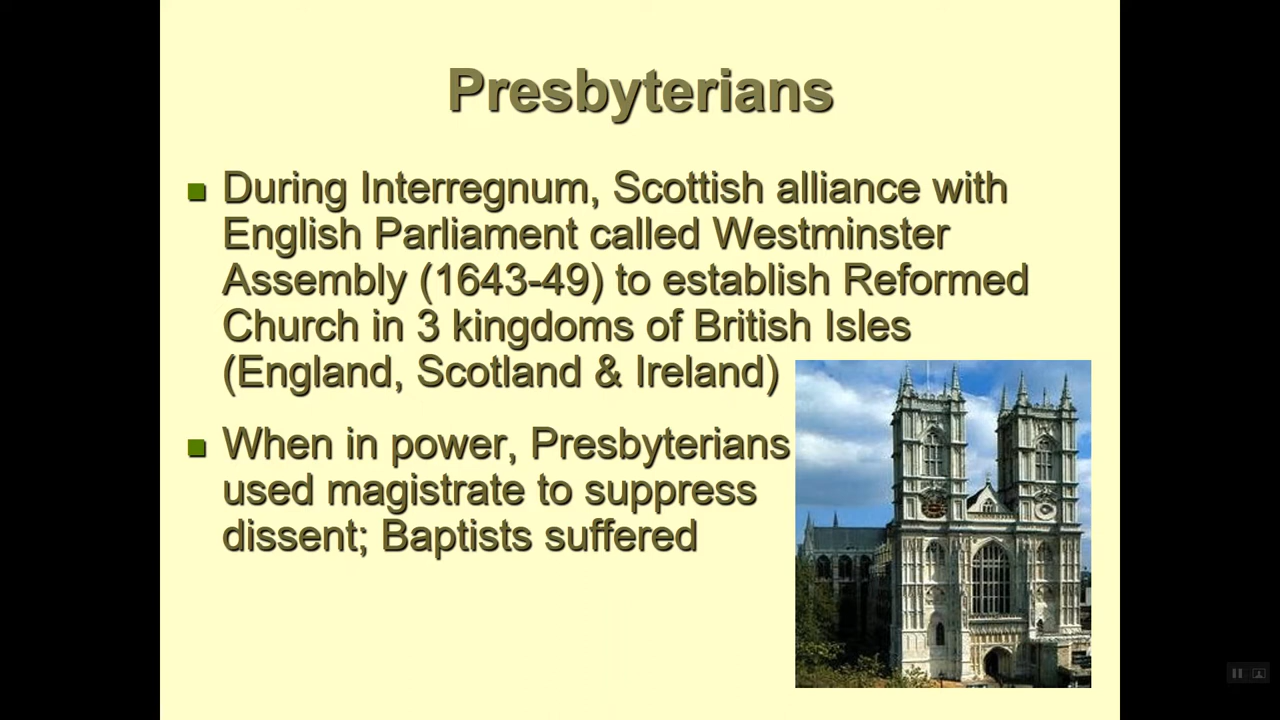 Presbyterians
During Interregnum, Scottish alliance with
English Parliament called Westminster
Assembly (1643-49) to establish Reformed
Church in 3 kingdoms of British Isles
(England, Scotland & Ireland)
When in power, Presbyterians
used magistrate to suppress
dissent; Baptists suffered